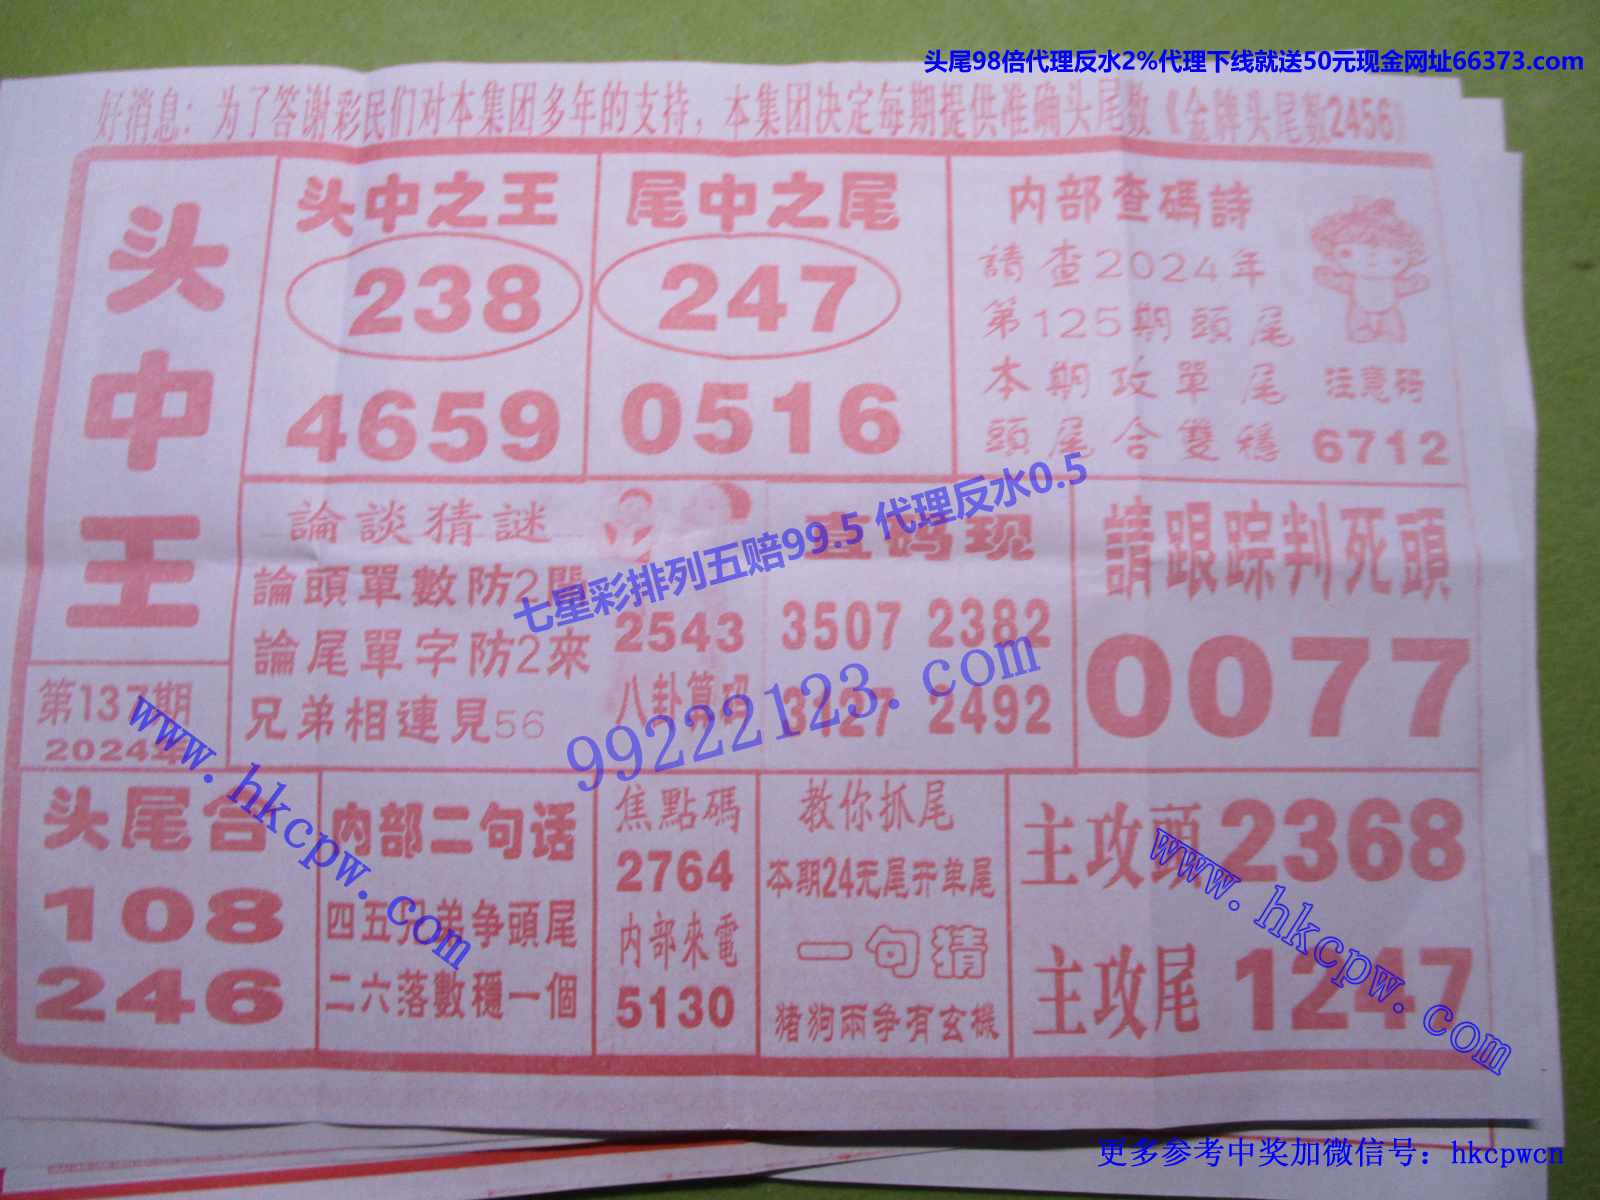 头尾98倍代理反水2%代理下线就送50元现金网址66373.com
好消息：为了答谢彩民们对本集团多年的支持，本集团决定每期提供准确头尾数《金牌头尾数2456》
头中王
第137期
2024年
头中之王
238
4659
尾中之尾
247
0516
内部查碼詩
請查2024年
第125期頭尾
本期攻單尾
頭尾合雙穩
注意码
6712
論談猜謎
論頭單數防2開
論尾單字防2來
兄弟相連見56
2543
八卦算码
查码现
3507 2382
3427 2492
請跟踪判死頭
0077
七星彩排列五赔99.5 代理反水0.5
99222123.com
www.hkcpw.com
头尾合
108
246
内部二句话
四五兄弟争頭尾
二六落數穩一個
焦點碼
2764
内部來電
5130
教你抓尾
本期24无尾开单尾
一句猜
猪狗兩争有玄機
主攻頭 2368
主攻尾 1247
www.hkcpw.com
更多参考中奖加微信号：hkcpwcn